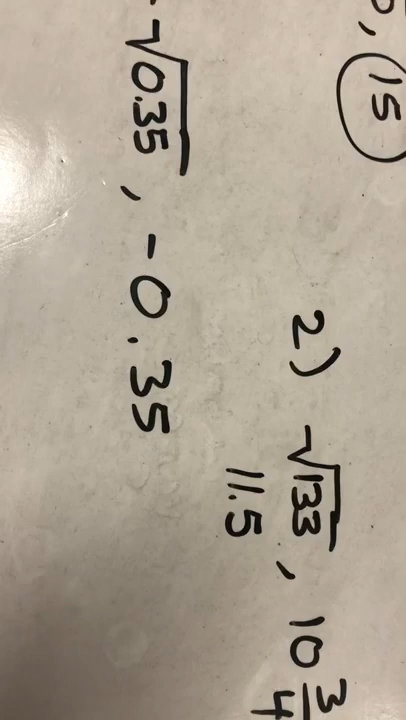 , 15
2) √133, 10 3/4
11.5
-√0.35, -0.35